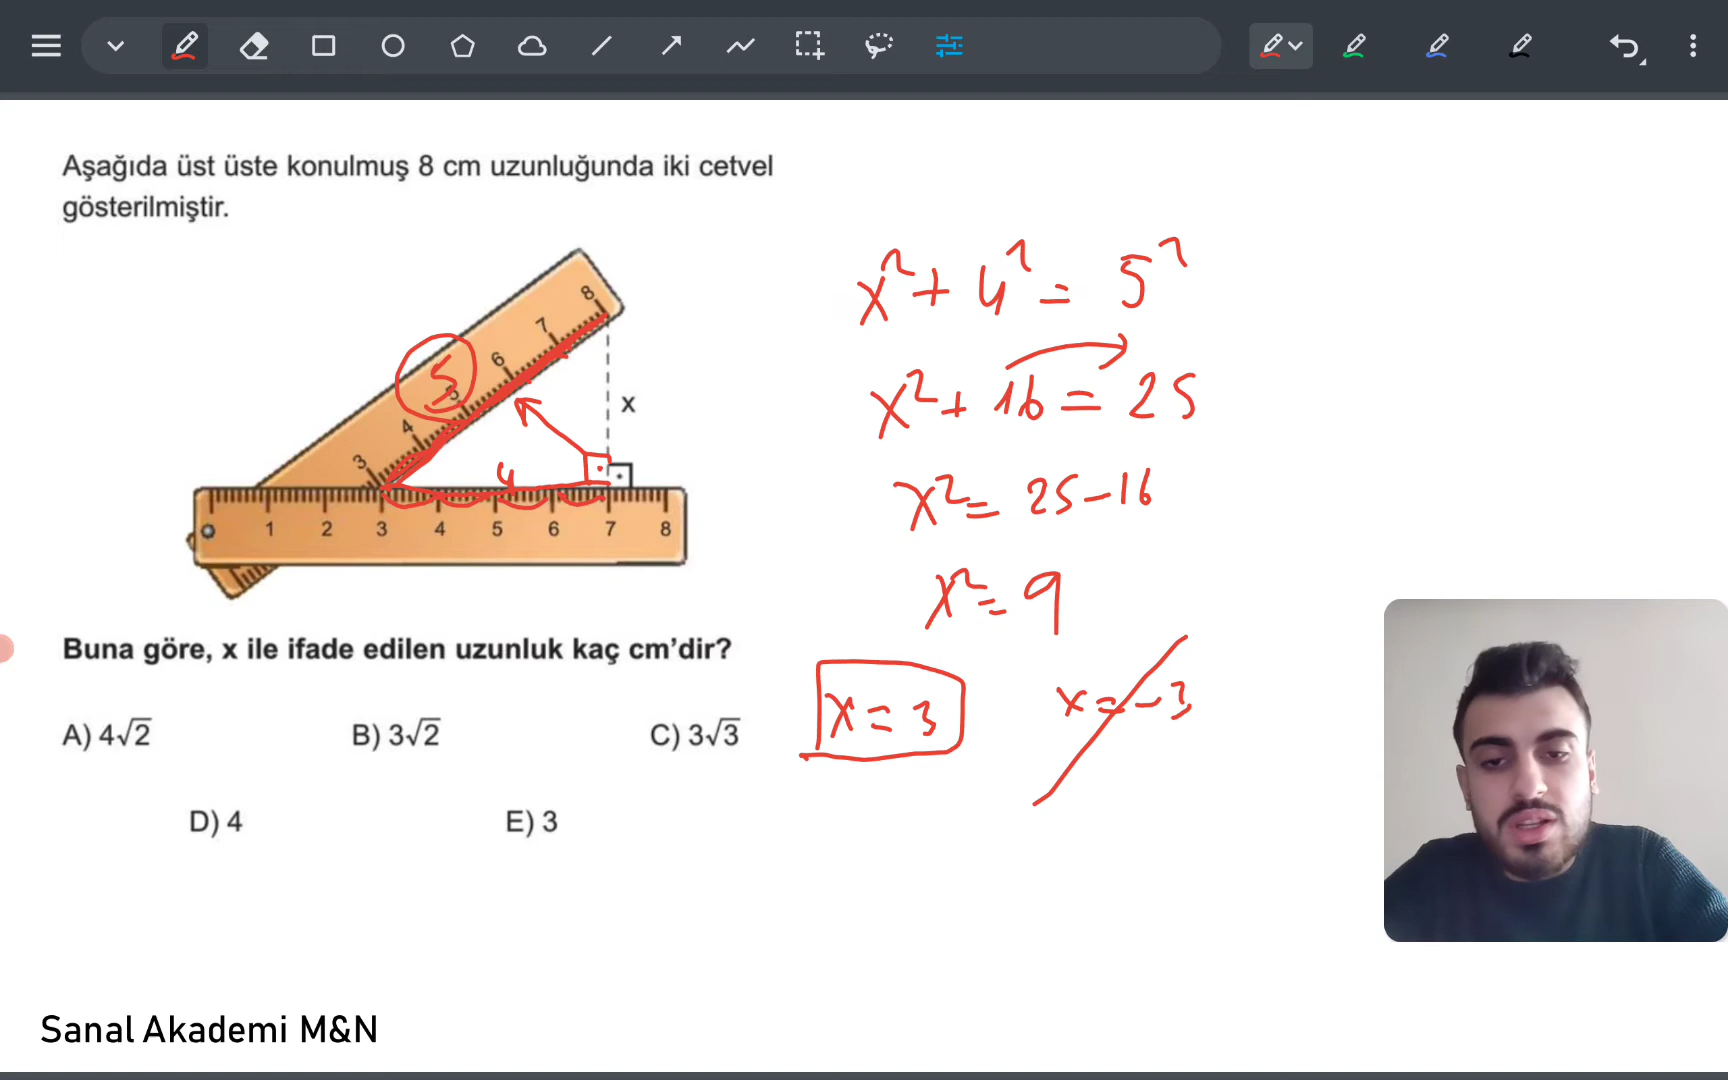 Aşağıda üst üste konulmuş 8 cm uzunluğunda iki cetvel
gösterilmiştir.
8
7
6
5
5
4
3
x
4
0 1 2 3 4 5 6 7 8
Buna göre, x ile ifade edilen uzunluk kaç cm'dir?
A) 4√2 B) 3√2 C) 3√3
D) 4 E) 3
x² + 4² = 5²
x² + 16 = 25
x² = 25 - 16
x² = 9
x = 3 x = -3
Sanal Akademi M&N